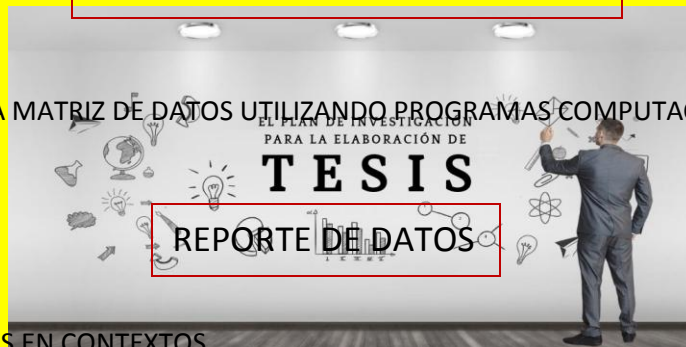 A MATRIZ DE DATOS UTILIZANDO PROGRAMAS COMPUTAC
EL PLAN DE INVESTIGACIÓN
PARA LA ELABORACIÓN DE
TESIS
REPORTE DE DATOS
S EN CONTEXTOS